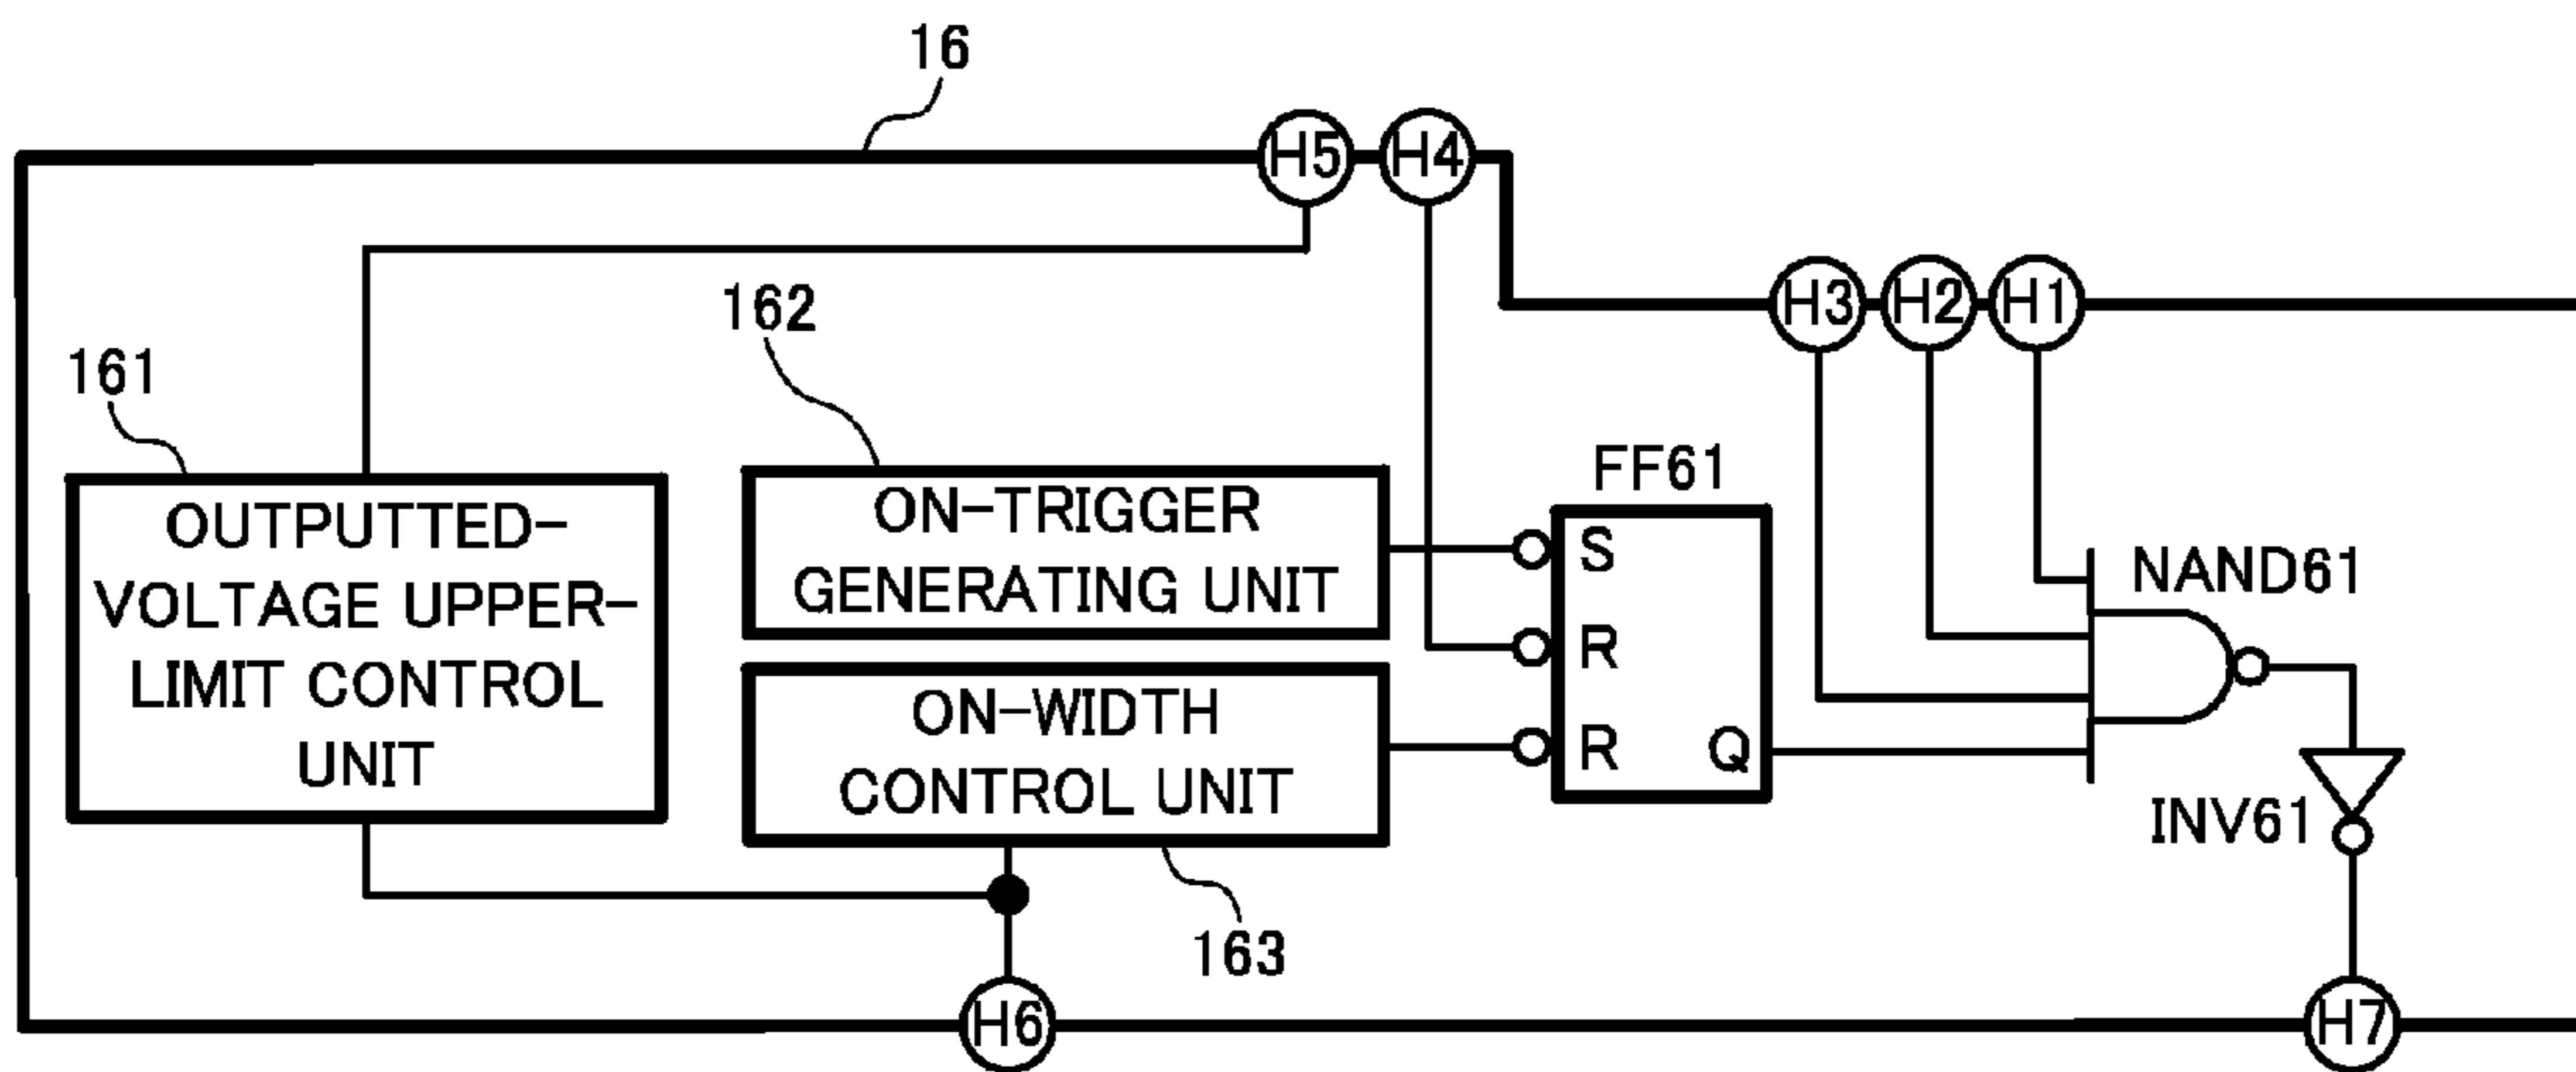 16
H5
H4
162
H3
H2
H1
161
FF61
OUTPUTTED-
VOLTAGE UPPER-
LIMIT CONTROL
UNIT
ON-TRIGGER
GENERATING UNIT
S
R
R
Q
NAND61
ON-WIDTH
CONTROL UNIT
INV61
163
H6
H7